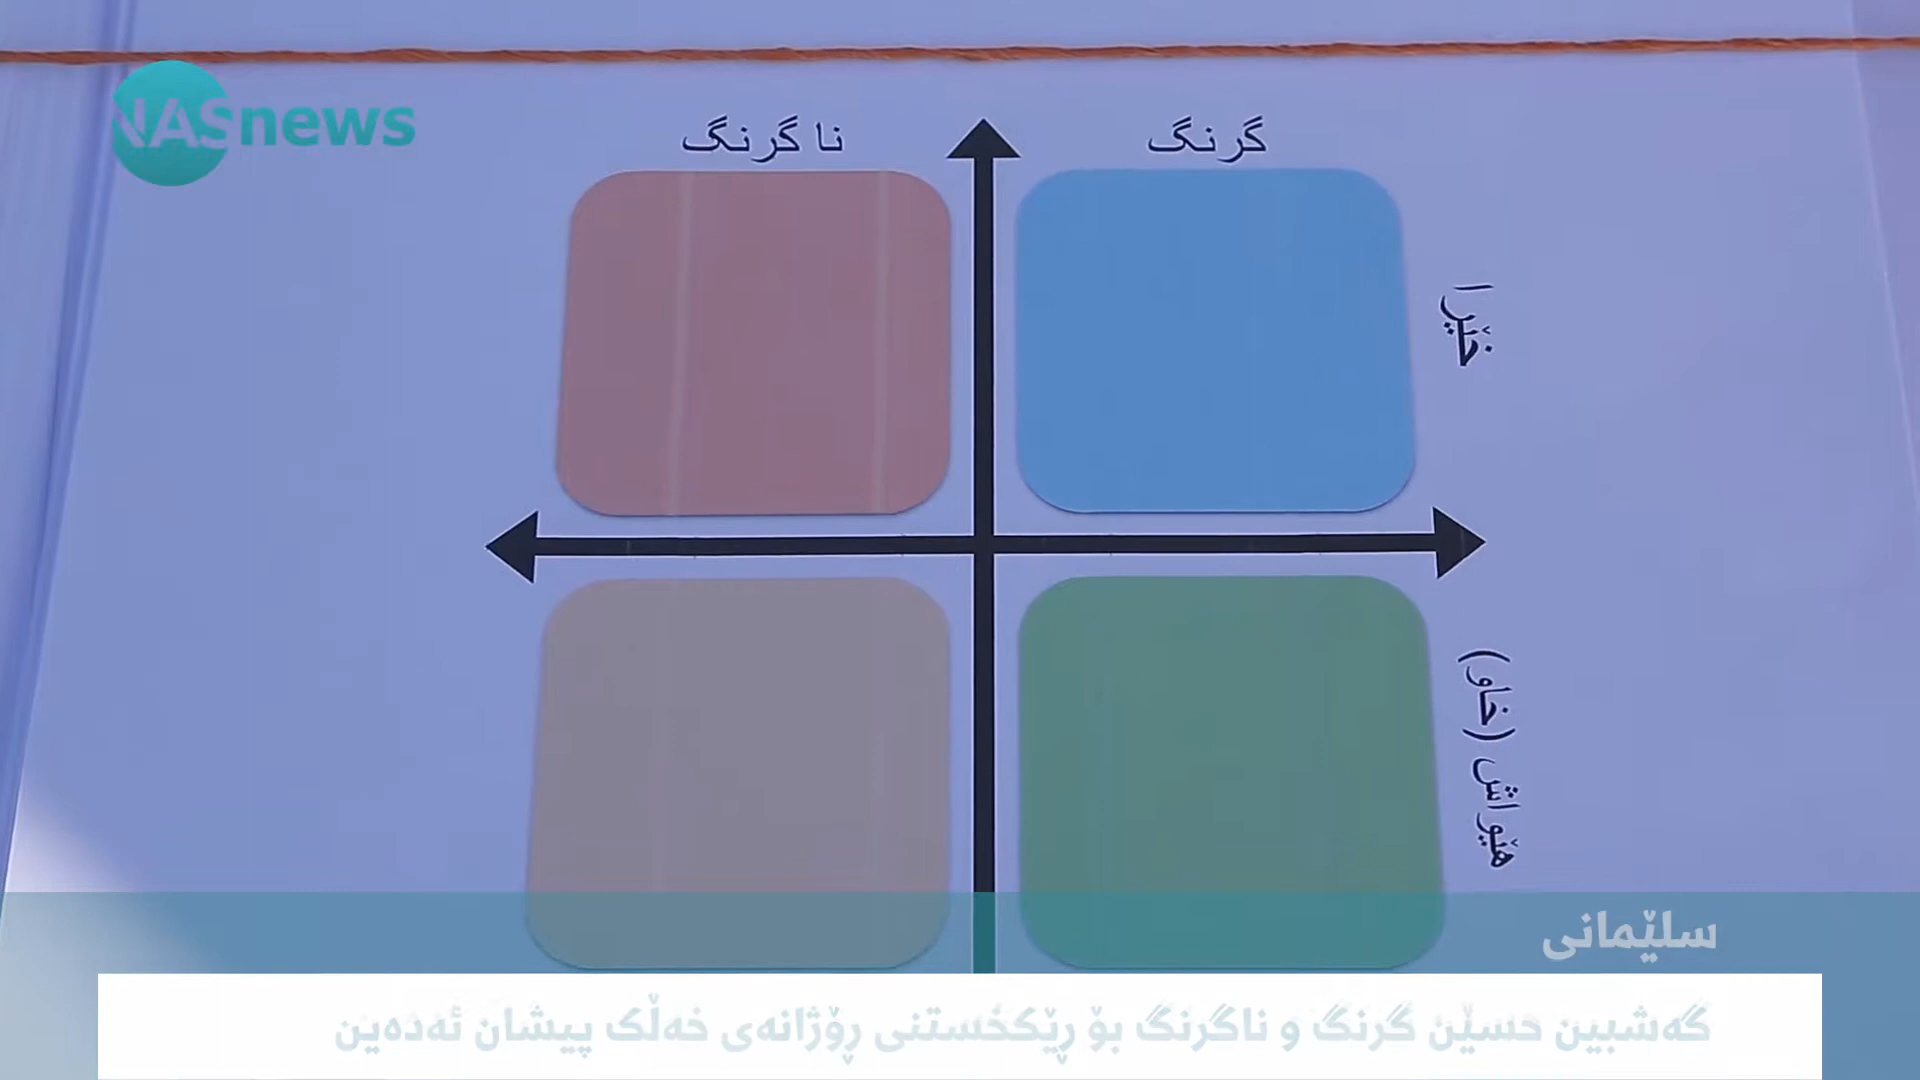 NASnews
گرنگ
نا گرنگ
خێرا
هێواش (خاو)
سلێمانی
گەشبین حسێن گرنگ و ناگرنگ بۆ ڕێکخستنی ڕۆژانەی خەڵک پیشان ئەدەین